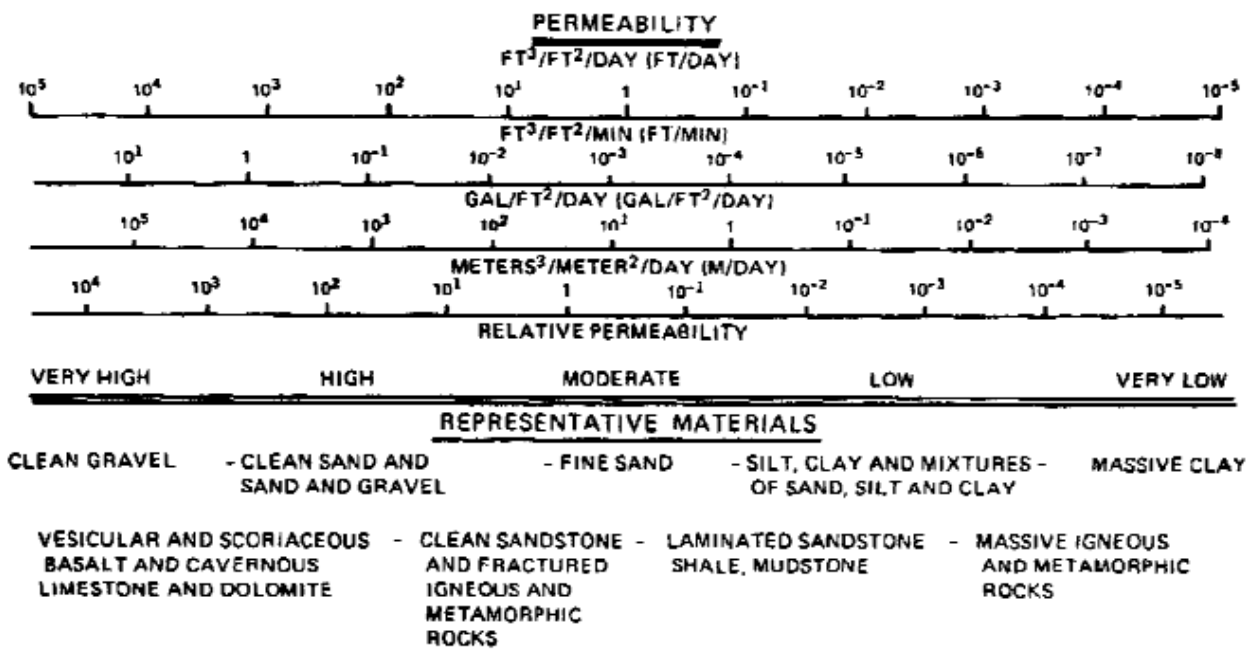 PERMEABILITY
FT³/FT²/DAY (FT/DAY)
10⁵ 10⁴ 10³ 10² 10¹ 1 10⁻¹ 10⁻² 10⁻³ 10⁻⁴ 10⁻⁵
FT³/FT²/MIN (FT/MIN)
10¹ 1 10⁻¹ 10⁻² 10⁻³ 10⁻⁴ 10⁻⁵ 10⁻⁶ 10⁻⁷ 10⁻⁸
GAL/FT²/DAY (GAL/FT²/DAY)
10⁵ 10⁴ 10³ 10² 10¹ 1 10⁻¹ 10⁻² 10⁻³ 10⁻⁴
METERS³/METER²/DAY (M/DAY)
10⁴ 10³ 10² 10¹ 1 10⁻¹ 10⁻² 10⁻³ 10⁻⁴ 10⁻⁵
RELATIVE PERMEABILITY
VERY HIGH HIGH MODERATE LOW VERY LOW
REPRESENTATIVE MATERIALS
CLEAN GRAVEL - CLEAN SAND AND - FINE SAND - SILT, CLAY AND MIXTURES - MASSIVE CLAY
SAND AND GRAVEL OF SAND, SILT AND CLAY
VESICULAR AND SCORIACEOUS - CLEAN SANDSTONE - LAMINATED SANDSTONE - MASSIVE IGNEOUS
BASALT AND CAVERNOUS AND FRACTURED SHALE, MUDSTONE AND METAMORPHIC
LIMESTONE AND DOLOMITE IGNEOUS AND ROCKS
METAMORPHIC
ROCKS